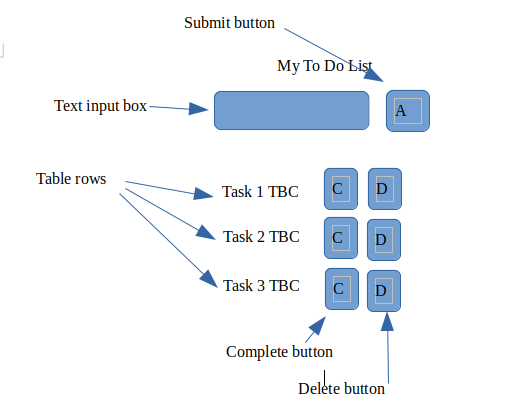 Submit button
My To Do List
Text input box
A
Table rows
Task 1 TBC C D
Task 2 TBC C D
Task 3 TBC C D
Complete button
Delete button